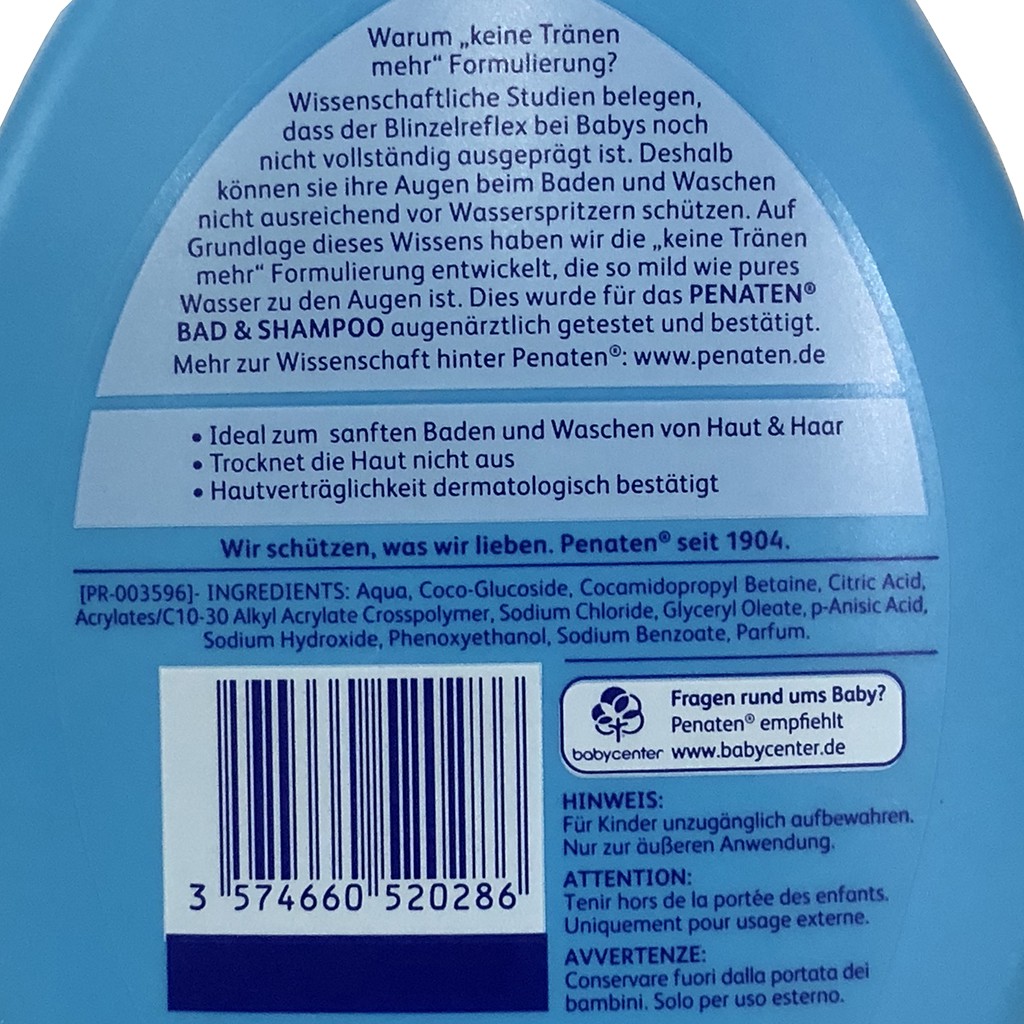 Warum „keine Tränen
mehr“ Formulierung?
Wissenschaftliche Studien belegen,
dass der Blinzelreflex bei Babys noch
nicht vollständig ausgeprägt ist. Deshalb
können sie ihre Augen beim Baden und Waschen
nicht ausreichend vor Wasserspritzern schützen. Auf
Grundlage dieses Wissens haben wir die „keine Tränen
mehr“ Formulierung entwickelt, die so mild wie pures
Wasser zu den Augen ist. Dies wurde für das PENATEN®
BAD & SHAMPOO augenärztlich getestet und bestätigt.
Mehr zur Wissenschaft hinter Penaten®: www.penaten.de
• Ideal zum sanften Baden und Waschen von Haut & Haar
• Trocknet die Haut nicht aus
• Hautverträglichkeit dermatologisch bestätigt
Wir schützen, was wir lieben. Penaten® seit 1904.
[PR-003596]- INGREDIENTS: Aqua, Coco-Glucoside, Cocamidopropyl Betaine, Citric Acid,
Acrylates/C10-30 Alkyl Acrylate Crosspolymer, Sodium Chloride, Glyceryl Oleate, p-Anisic Acid,
Sodium Hydroxide, Phenoxyethanol, Sodium Benzoate, Parfum.
3 574660 520286
babycenter
Fragen rund ums Baby?
Penaten® empfiehlt
www.babycenter.de
HINWEIS:
Für Kinder unzugänglich aufbewahren.
Nur zur äußeren Anwendung.
ATTENTION:
Tenir hors de la portée des enfants.
Uniquement pour usage externe.
AVVERTENZE:
Conservare fuori dalla portata dei
bambini. Solo per uso esterno.